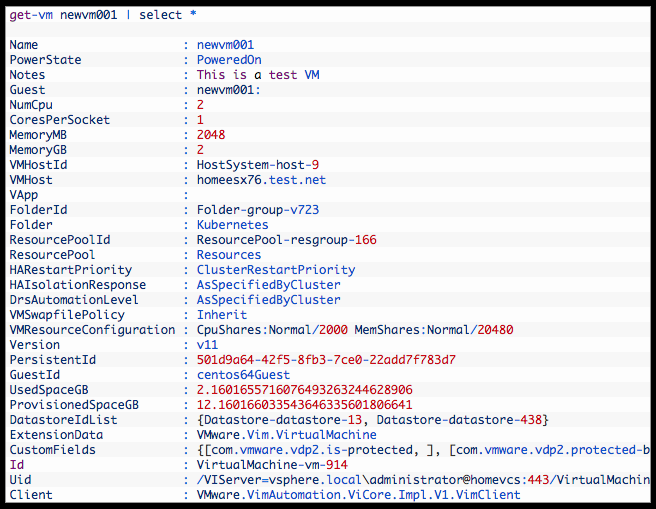 get-vm newvm001 | select *
Name : newvm001
PowerState : PoweredOn
Notes : This is a test VM
Guest : newvm001:
NumCpu : 2
CoresPerSocket : 1
MemoryMB : 2048
MemoryGB : 2
VMHostId : HostSystem-host-9
VMHost : homeesx76.test.net
VApp :
FolderId : Folder-group-v723
Folder : Kubernetes
ResourcePoolId : ResourcePool-resgroup-166
ResourcePool : Resources
HARestartPriority : ClusterRestartPriority
HAIsolationResponse : AsSpecifiedByCluster
DrsAutomationLevel : AsSpecifiedByCluster
VMSwapfilePolicy : Inherit
VMResourceConfiguration : CpuShares:Normal/2000 MemShares:Normal/20480
Version : v11
PersistentId : 501d9a64-42f5-8fb3-7ce0-22add7f783d7
GuestId : centos64Guest
UsedSpaceGB : 2.1601655716076493263244628906
ProvisionedSpaceGB : 12.160166033543646335601806641
DatastoreIdList : {Datastore-datastore-13, Datastore-datastore-438}
ExtensionData : VMware.Vim.VirtualMachine
CustomFields : {[com.vmware.vdp2.is-protected, ], [com.vmware.vdp2.protected-b
Id : VirtualMachine-vm-914
Uid : /VIServer=vsphere.local\administrator@homevcs:443/VirtualMachin
Client : VMware.VimAutomation.ViCore.Impl.V1.VimClient